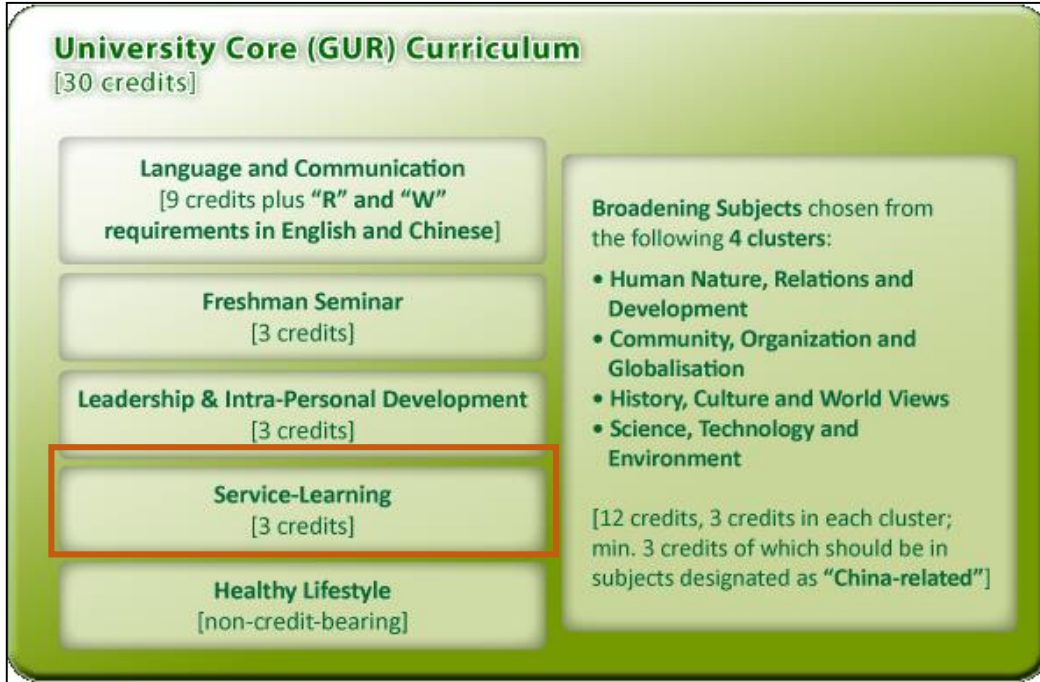 University Core (GUR) Curriculum
[30 credits]
Language and Communication
[9 credits plus “R” and “W”
requirements in English and Chinese]
Freshman Seminar
[3 credits]
Leadership & Intra-Personal Development
[3 credits]
Service-Learning
[3 credits]
Healthy Lifestyle
[non-credit-bearing]
Broadening Subjects chosen from
the following 4 clusters:
• Human Nature, Relations and
Development
• Community, Organization and
Globalisation
• History, Culture and World Views
• Science, Technology and
Environment
[12 credits, 3 credits in each cluster;
min. 3 credits of which should be in
subjects designated as “China-related”]